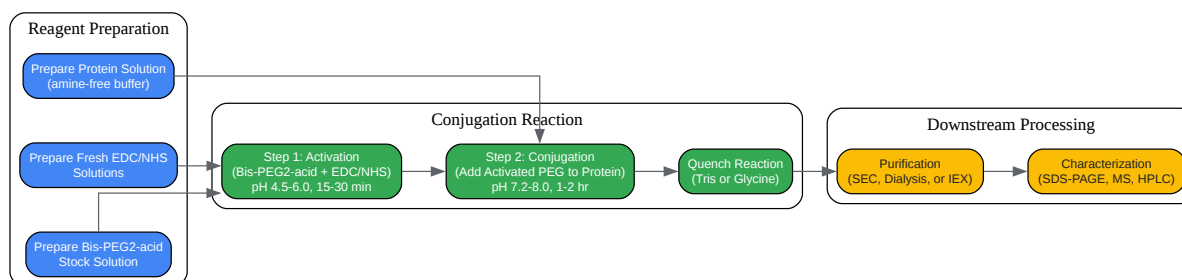 Reagent Preparation
Prepare Protein Solution
(amine-free buffer)
Prepare Fresh EDC/NHS
Solutions
Prepare Bis-PEG2-acid
Stock Solution
Conjugation Reaction
Step 1: Activation
(Bis-PEG2-acid + EDC/NHS)
pH 4.5-6.0, 15-30 min
Step 2: Conjugation
(Add Activated PEG to Protein)
pH 7.2-8.0, 1-2 hr
Quench Reaction
(Tris or Glycine)
Downstream Processing
Purification
(SEC, Dialysis, or IEX)
Characterization
(SDS-PAGE, MS, HPLC)